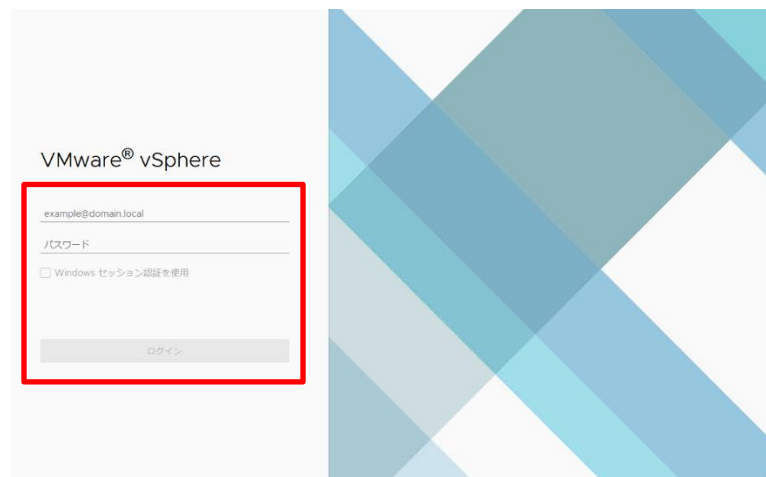 VMware® vSphere
example@domain.local
パスワード
Windows セッション認証を使用
ログイン